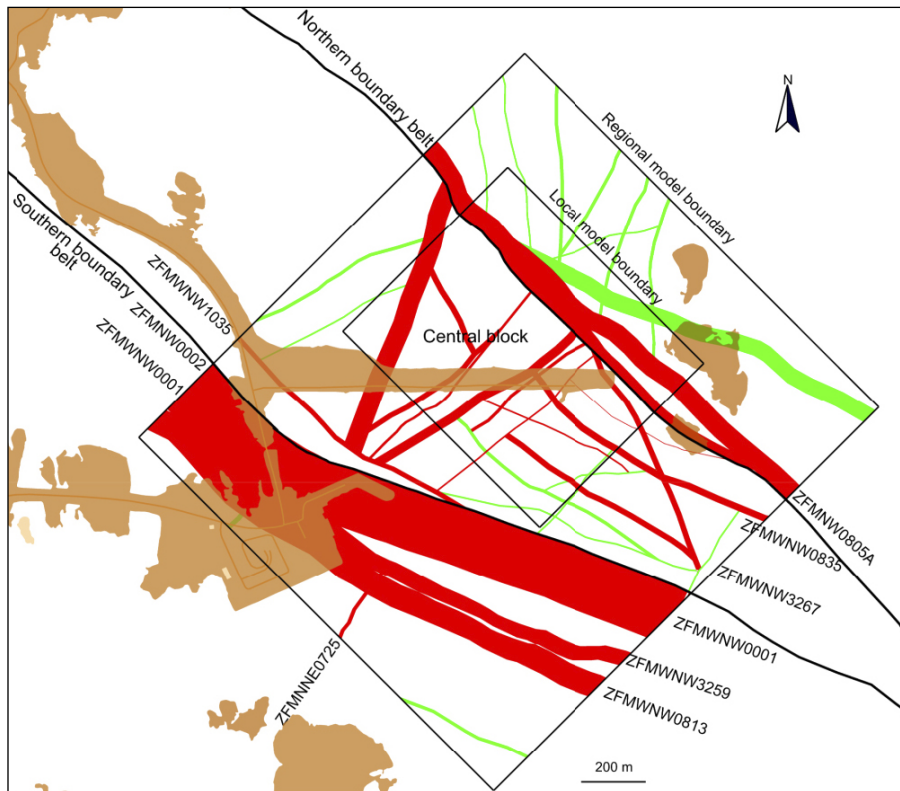 Northern boundary belt
N
Regional model boundary
Local model boundary
Southern boundary
belt
ZFMWNW1035
ZFMNW0002
ZFMWNW0001
Central block
ZFMNW0805A
ZFMWNW0835
ZFMWNW3267
ZFMWNW0001
ZFMWNW3259
ZFMWNW0813
ZFMNNE0725
200 m